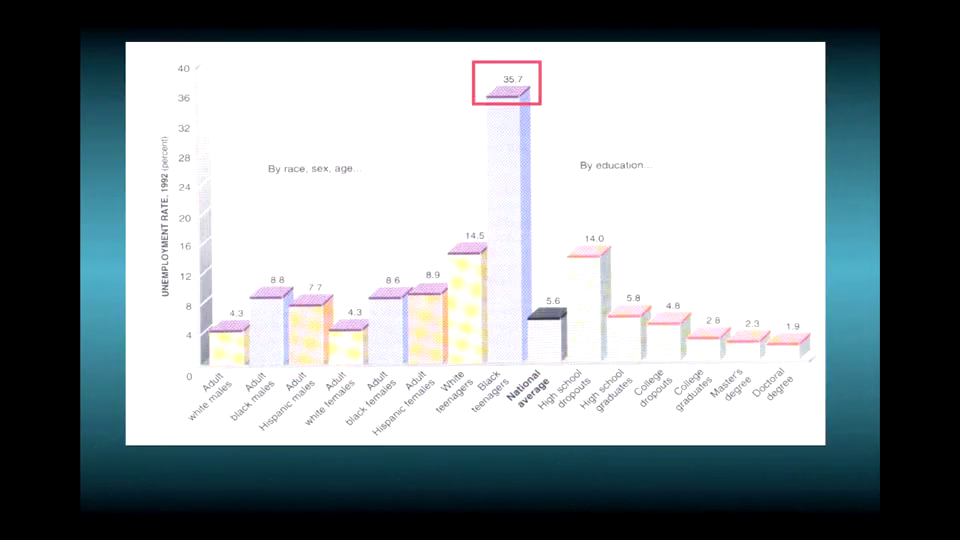 40
36
32
28
24
20
16
12
8
4
0
UNEMPLOYMENT RATE, 1992 (percent)
By race, sex, age...
By education...
4.3
8.8
7.7
4.3
8.6
8.9
14.5
35.7
5.6
14.0
5.8
4.8
2.8
2.3
1.9
Adult
white males
Adult
black males
Adult
Hispanic males
Adult
white females
Adult
black females
Adult
Hispanic females
White
teenagers
Black
teenagers
National
average
High school
dropouts
High school
graduates
College
dropouts
College
graduates
Master's
degree
Doctoral
degree